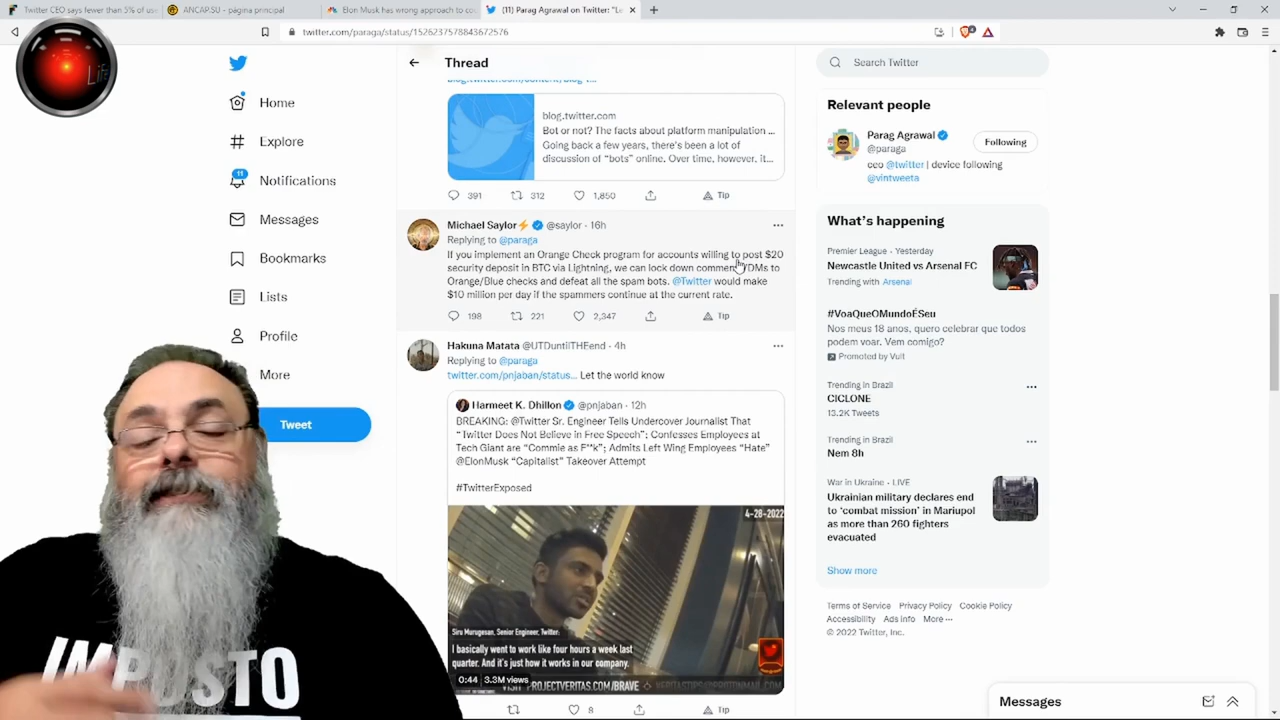 Twitter CEO says fewer than 5% of us
ANCAP.SU - página principal
Elon Musk has wrong approach to co
(11) Parag Agrawal on Twitter: "Le
twitter.com/paraga/status/1526237578843672576
Life
Home
Explore
11
Notifications
Messages
Bookmarks
Lists
Profile
More
Tweet
Thread
blog.twitter.com
Bot or not? The facts about platform manipulation ...
Going back a few years, there's been a lot of
discussion of "bots" online. Over time, however, it...
391 312 1,850 Tip
Michael Saylor⚡ @saylor · 16h
Replying to @paraga
If you implement an Orange Check program for accounts willing to post $20
security deposit in BTC via Lightning, we can lock down comments/DMs to
Orange/Blue checks and defeat all the spam bots. @Twitter would make
$10 million per day if the spammers continue at the current rate.
198 221 2,347 Tip
Hakuna Matata @UTDuntilTHEend · 4h
Replying to @paraga
twitter.com/pnjaban/status... Let the world know
Harmeet K. Dhillon @pnjaban · 12h
BREAKING: @Twitter Sr. Engineer Tells Undercover Journalist That
"Twitter Does Not Believe in Free Speech"; Confesses Employees at
Tech Giant are "Commie as F**k"; Admits Left Wing Employees "Hate"
@ElonMusk "Capitalist" Takeover Attempt
#TwitterExposed
4-28-2022
Siru Murugesan, Senior Engineer, Twitter:
I basically went to work like four hours a week last
quarter. And it's just how it works in our company.
0:44 3.3M views
VISIT PROJECTVERITAS.COM/BRAVE
8 Tip
Search Twitter
Relevant people
Parag Agrawal
@paraga
Following
ceo @twitter | device following
@vintweeta
What's happening
Premier League · Yesterday
Newcastle United vs Arsenal FC
Trending with Arsenal
#VoaQueOMundoÉSeu
Nos meus 18 anos, quero celebrar que todos
podem voar. Vem comigo?
Promoted by Vult
Trending in Brazil
CICLONE
13.2K Tweets
Trending in Brazil
Nem 8h
War in Ukraine · LIVE
Ukrainian military declares end
to 'combat mission' in Mariupol
as more than 260 fighters
evacuated
Show more
Terms of Service Privacy Policy Cookie Policy
Accessibility Ads info More ···
© 2022 Twitter, Inc.
Messages
IMPOSTO